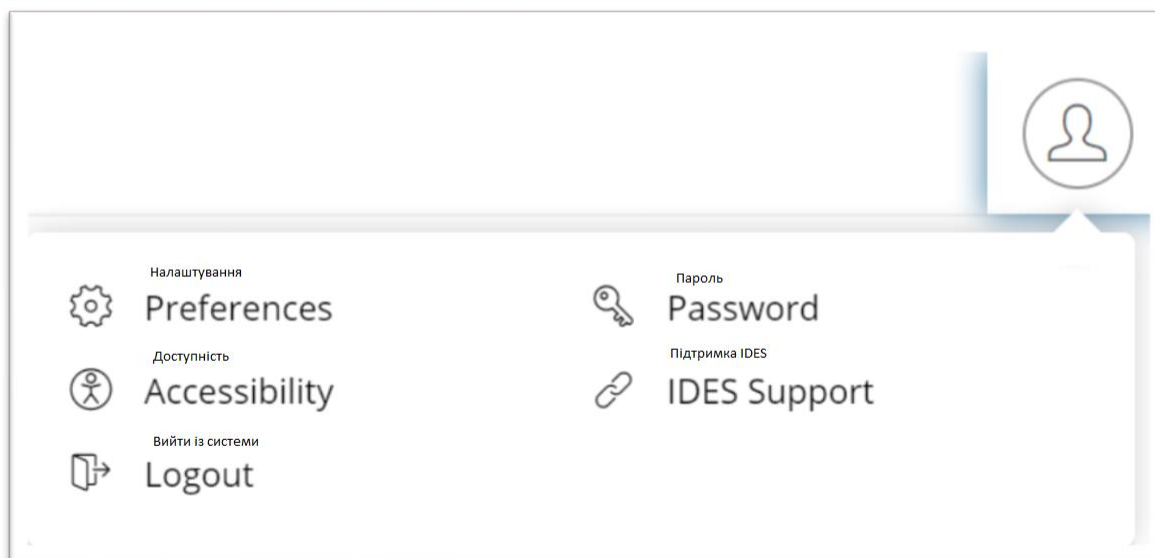 Налаштування
Preferences
Пароль
Password
Доступність
Accessibility
Підтримка IDES
IDES Support
Вийти із системи
Logout